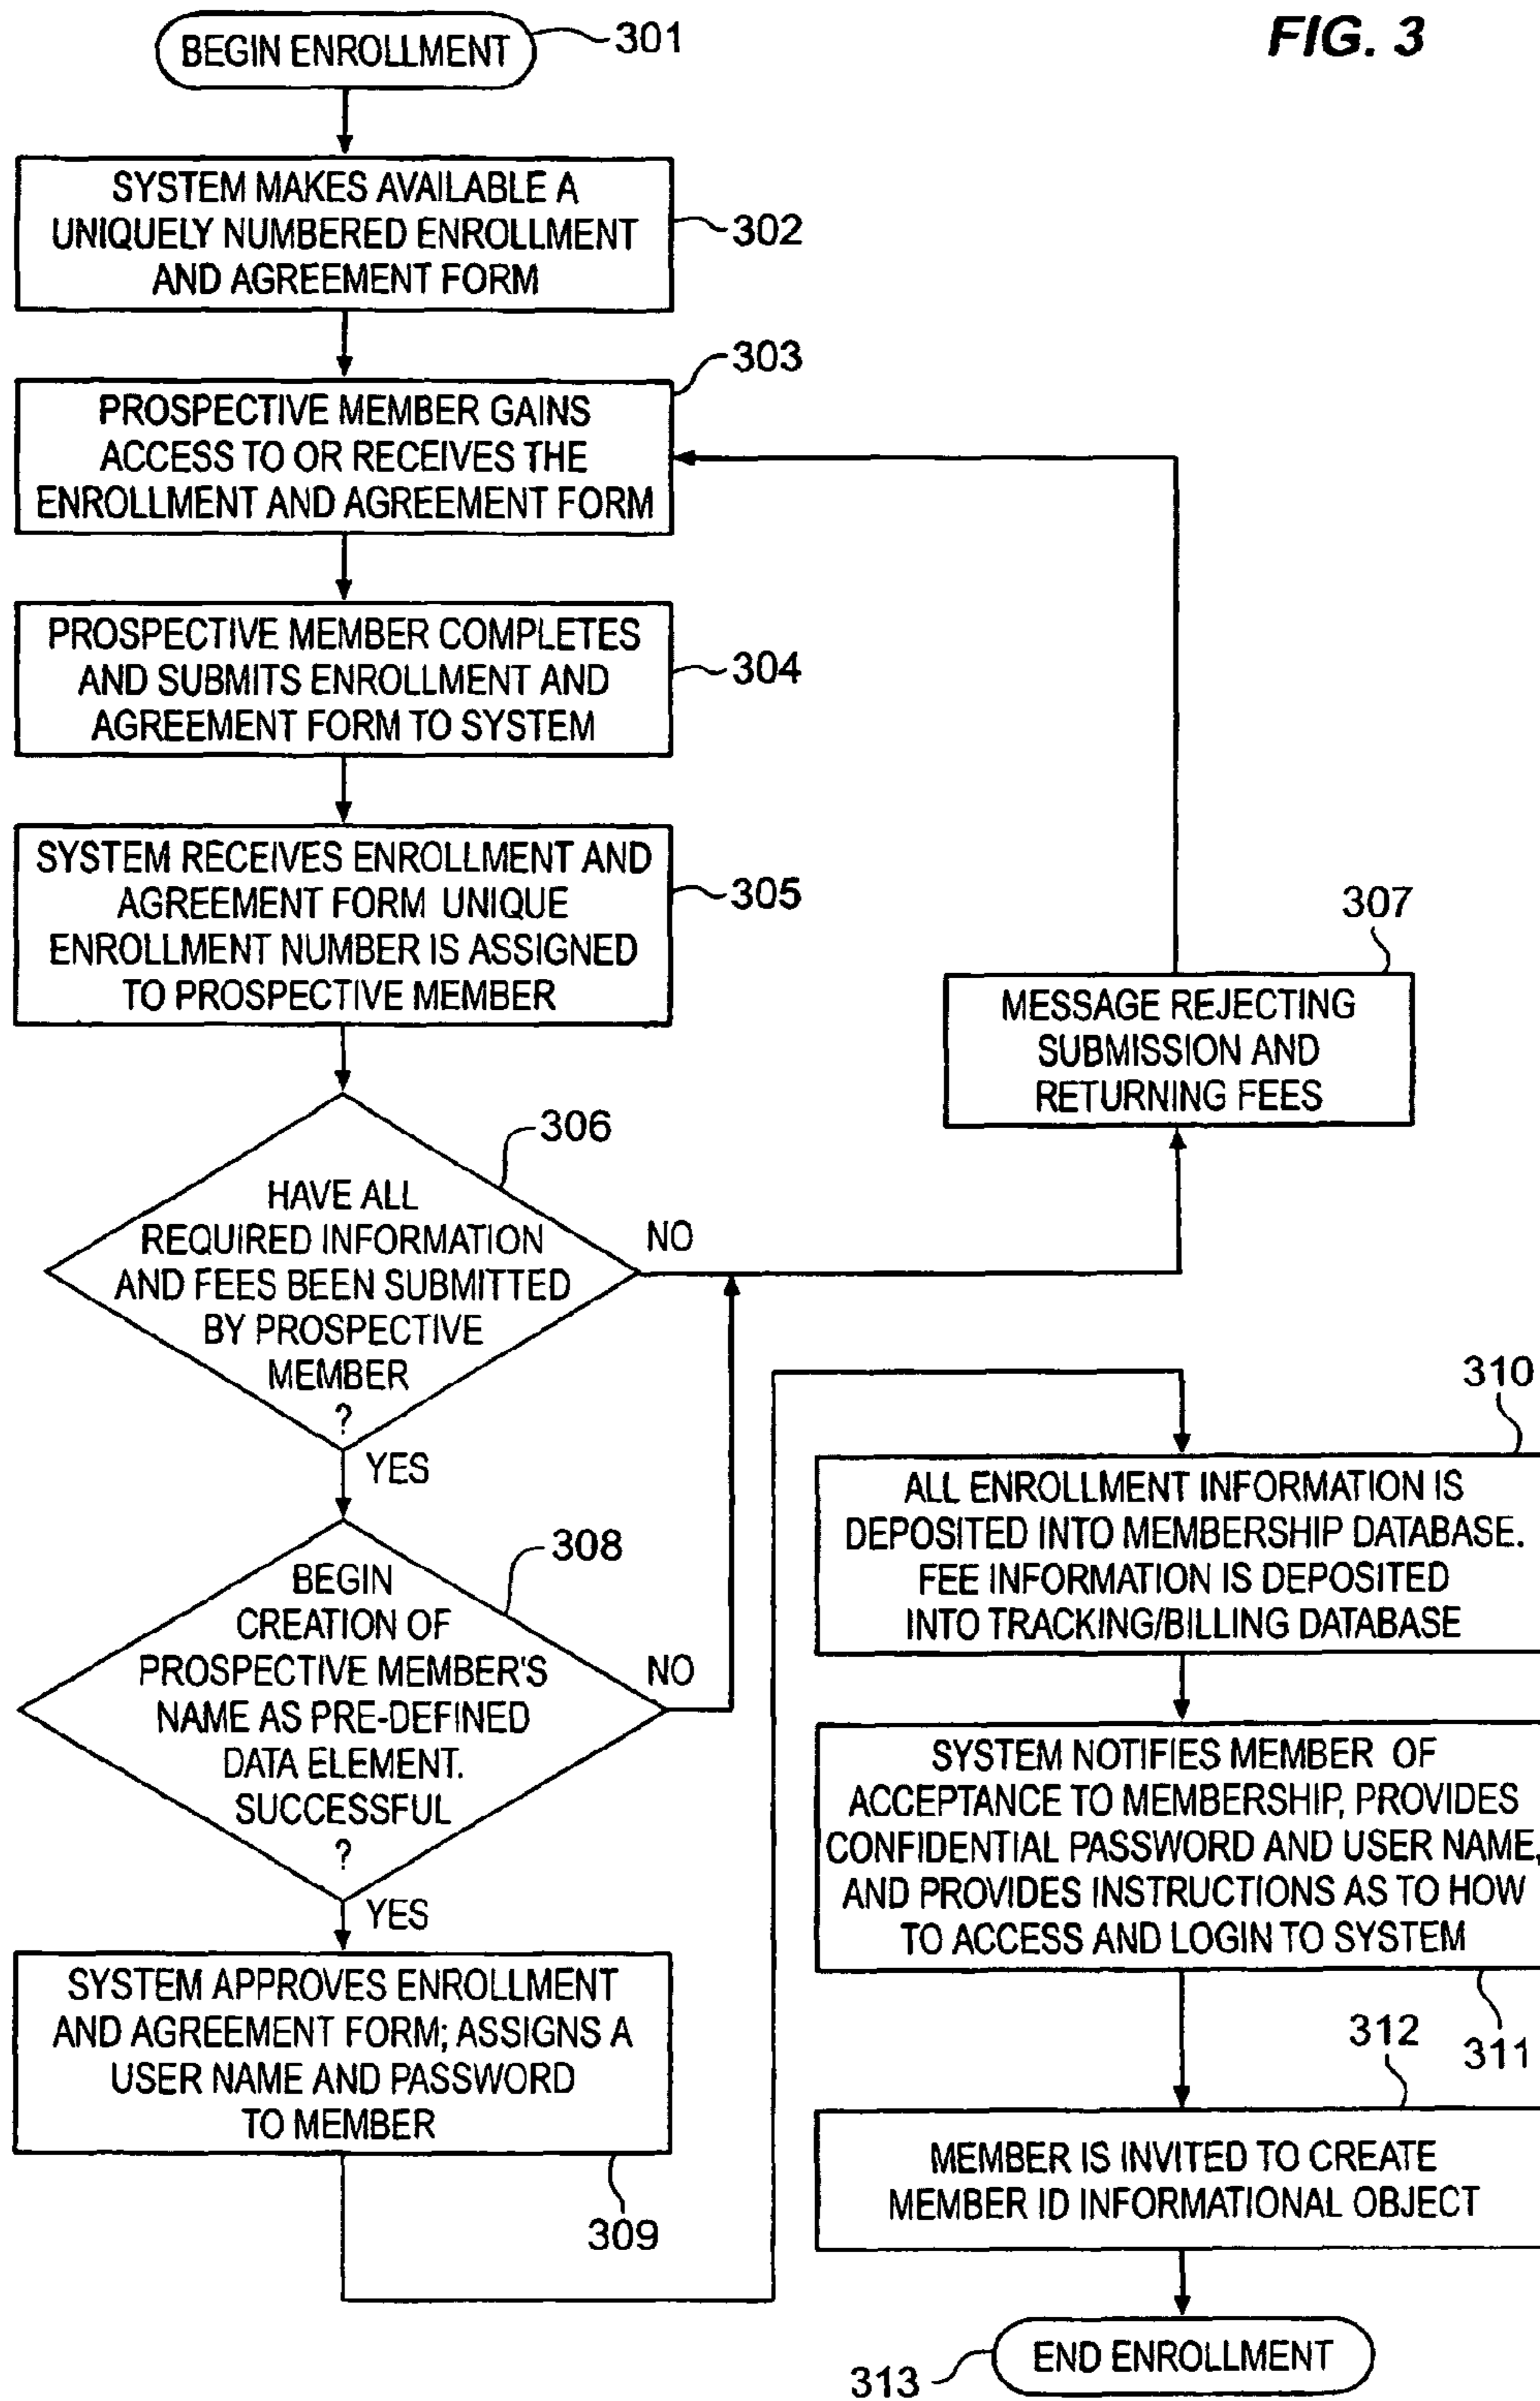 FIG. 3
BEGIN ENROLLMENT
301
SYSTEM MAKES AVAILABLE A
UNIQUELY NUMBERED ENROLLMENT
AND AGREEMENT FORM
302
303
PROSPECTIVE MEMBER GAINS
ACCESS TO OR RECEIVES THE
ENROLLMENT AND AGREEMENT FORM
PROSPECTIVE MEMBER COMPLETES
AND SUBMITS ENROLLMENT AND
AGREEMENT FORM TO SYSTEM
304
SYSTEM RECEIVES ENROLLMENT AND
AGREEMENT FORM UNIQUE
ENROLLMENT NUMBER IS ASSIGNED
TO PROSPECTIVE MEMBER
305
306
HAVE ALL
REQUIRED INFORMATION
AND FEES BEEN SUBMITTED
BY PROSPECTIVE
MEMBER
?
NO
YES
307
MESSAGE REJECTING
SUBMISSION AND
RETURNING FEES
308
BEGIN
CREATION OF
PROSPECTIVE MEMBER'S
NAME AS PRE-DEFINED
DATA ELEMENT.
SUCCESSFUL
?
NO
YES
SYSTEM APPROVES ENROLLMENT
AND AGREEMENT FORM; ASSIGNS A
USER NAME AND PASSWORD
TO MEMBER
309
310
ALL ENROLLMENT INFORMATION IS
DEPOSITED INTO MEMBERSHIP DATABASE.
FEE INFORMATION IS DEPOSITED
INTO TRACKING/BILLING DATABASE
SYSTEM NOTIFIES MEMBER OF
ACCEPTANCE TO MEMBERSHIP, PROVIDES
CONFIDENTIAL PASSWORD AND USER NAME,
AND PROVIDES INSTRUCTIONS AS TO HOW
TO ACCESS AND LOGIN TO SYSTEM
311
312
MEMBER IS INVITED TO CREATE
MEMBER ID INFORMATIONAL OBJECT
END ENROLLMENT
313